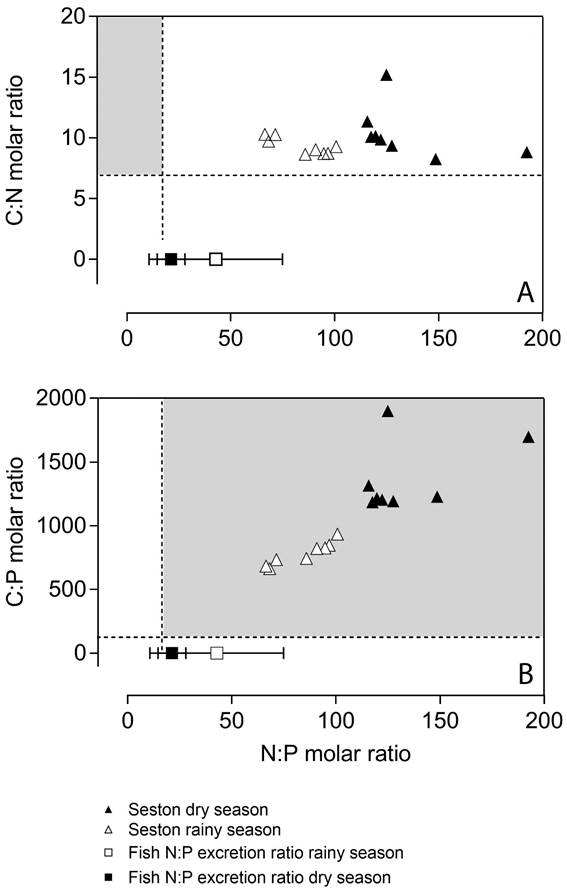 20
15
10
5
0
C:N molar ratio
A
0 50 100 150 200
2000
1500
1000
500
0
C:P molar ratio
B
0 50 100 150 200
N:P molar ratio
Seston dry season
Seston rainy season
Fish N:P excretion ratio rainy season
Fish N:P excretion ratio dry season